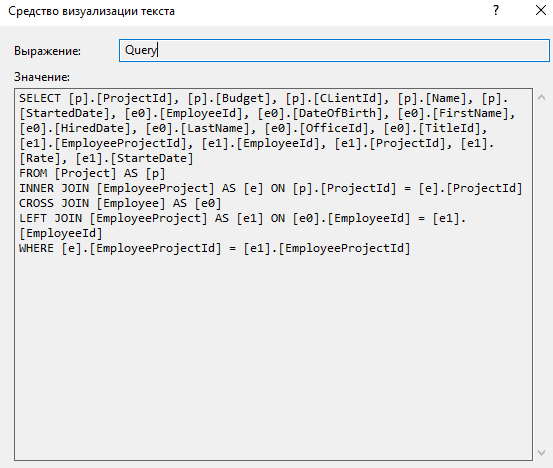 Средство визуализации текста
?
Выражение:
Query
Значение:
SELECT [p].[ProjectId], [p].[Budget], [p].[CLientId], [p].[Name], [p].
[StartedDate], [e0].[EmployeeId], [e0].[DateOfBirth], [e0].[FirstName],
[e0].[HiredDate], [e0].[LastName], [e0].[OfficeId], [e0].[TitleId],
[e1].[EmployeeProjectId], [e1].[EmployeeId], [e1].[ProjectId], [e1].
[Rate], [e1].[StarteDate]
FROM [Project] AS [p]
INNER JOIN [EmployeeProject] AS [e] ON [p].[ProjectId] = [e].[ProjectId]
CROSS JOIN [Employee] AS [e0]
LEFT JOIN [EmployeeProject] AS [e1] ON [e0].[EmployeeId] = [e1].
[EmployeeId]
WHERE [e].[EmployeeProjectId] = [e1].[EmployeeProjectId]